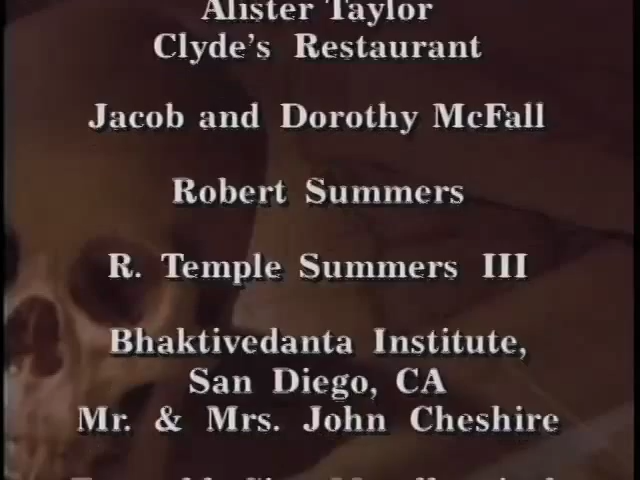 Alister Taylor
Clyde's Restaurant
Jacob and Dorothy McFall
Robert Summers
R. Temple Summers III
Bhaktivedanta Institute,
San Diego, CA
Mr. & Mrs. John Cheshire